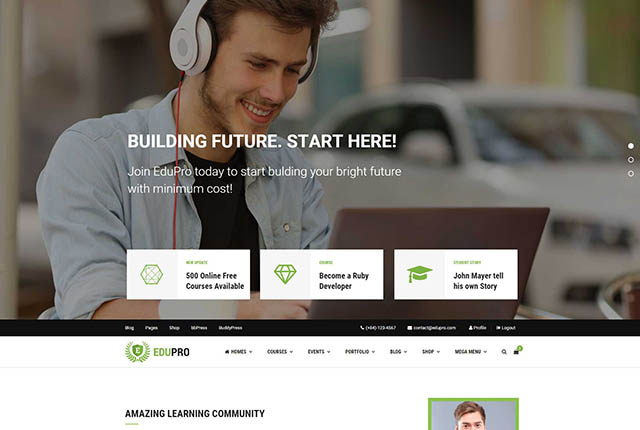 BUILDING FUTURE. START HERE!
Join EduPro today to start bulding your bright future
with minimum cost!
NEW UPDATE
500 Online Free
Courses Available
COURSE
Become a Ruby
Developer
STUDENT STORY
John Mayer tell
his own Story
Blog Pages Shop bbPress BuddyPress (+84)-123-4567 contact@edupro.com Profile Logout
E EDUPRO HOMES COURSES EVENTS PORTFOLIO BLOG SHOP MEGA MENU
AMAZING LEARNING COMMUNITY